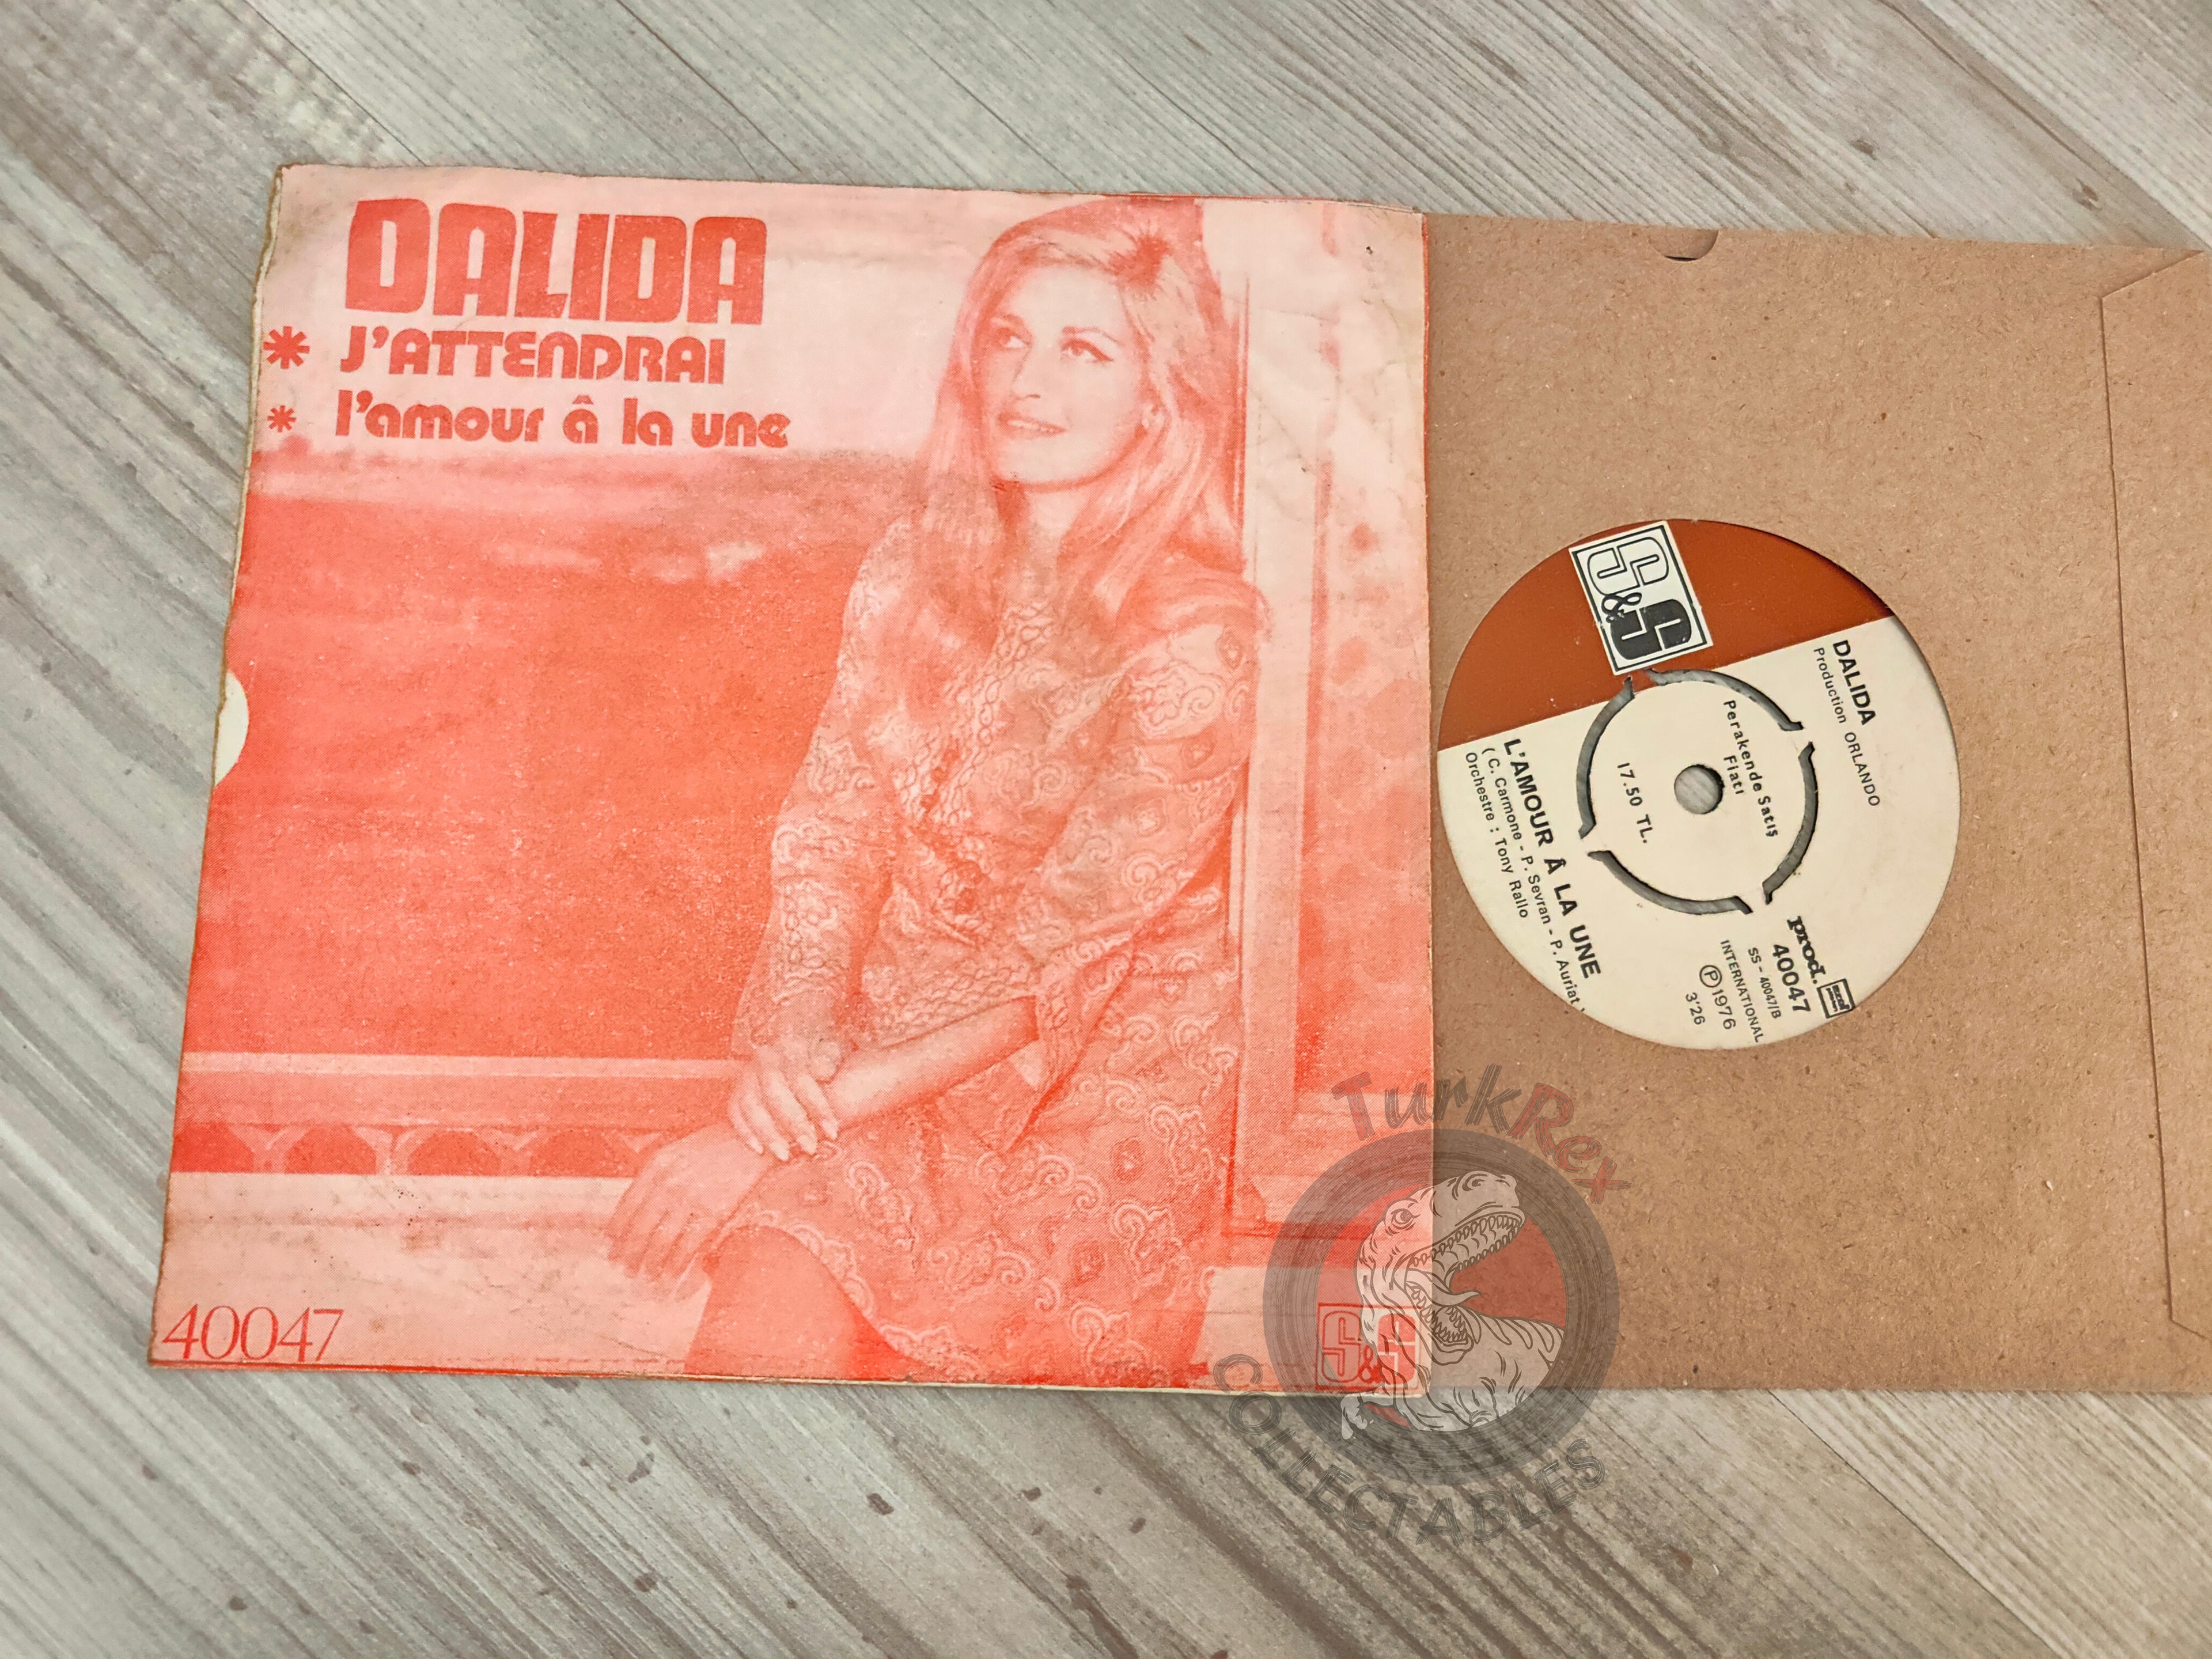 DALIDA
J'ATTENDRAI
l'amour â la une
40047
S&S
S&S
DALIDA
Production ORLANDO
Perakende Satış
Fiatı
17.50 TL.
prod.
40047
SS - 40047/B
INTERNATIONAL
Ⓟ1976
3'26
L'AMOUR Â LA UNE
( C. Carmone - P. Sevran - P. Auriat
Orchestre : Tony Rallo
TurkRex
COLLECTABLES